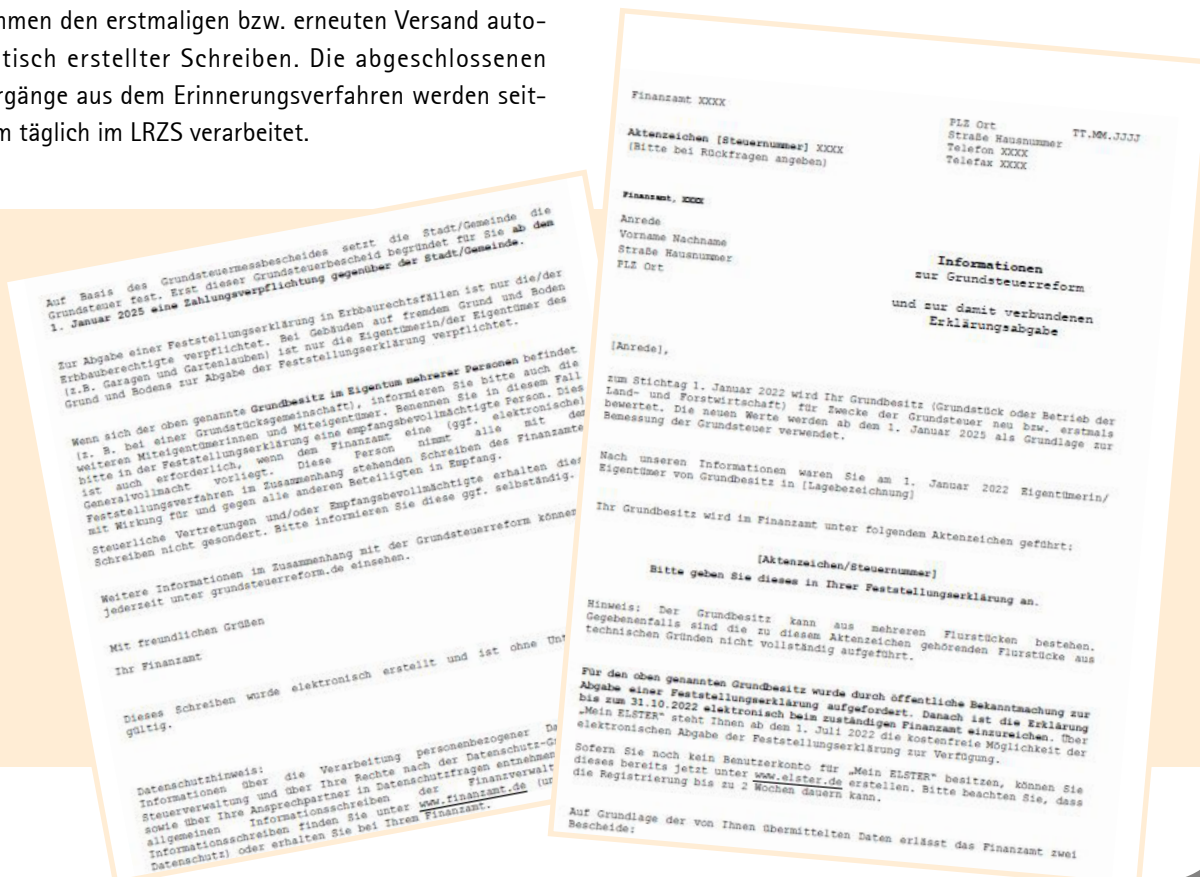 mmen den erstmaligen bzw. erneuten Versand auto-
tisch erstellter Schreiben. Die abgeschlossenen
rgänge aus dem Erinnerungsverfahren werden seit-
m täglich im LRZS verarbeitet.
Auf Basis des Grundsteuermessbescheides setzt die Stadt/Gemeinde die
Grundsteuer fest. Erst dieser Grundsteuerbescheid begründet für Sie ab dem
1. Januar 2025 eine Zahlungsverpflichtung gegenüber der Stadt/Gemeinde.
Zur Abgabe einer Feststellungserklärung in Erbbaurechtsfällen ist nur die/der
Erbbauberechtigte verpflichtet. Bei Gebäuden auf fremdem Grund und Boden
(z.B. Garagen und Gartenlauben) ist nur die Eigentümerin/der Eigentümer des
Grund und Bodens zur Abgabe der Feststellungserklärung verpflichtet.
Wenn sich der oben genannte Grundbesitz im Eigentum mehrerer Personen befindet
(z. B. bei einer Grundstücksgemeinschaft), informieren Sie bitte auch die
weiteren Miteigentümerinnen und Miteigentümer. Benennen Sie in diesem Fall
bitte in der Feststellungserklärung eine empfangsbevollmächtigte Person. Dies
ist auch erforderlich, wenn dem Finanzamt eine (ggf. elektronische)
Generalvollmacht vorliegt. Diese Person nimmt alle mit dem
Feststellungsverfahren im Zusammenhang stehenden Schreiben des Finanzamte
mit Wirkung für und gegen alle anderen Beteiligten in Empfang.
Steuerliche Vertretungen und/oder Empfangsbevollmächtigte erhalten dies
Schreiben nicht gesondert. Bitte informieren Sie diese ggf. selbständig.
Weitere Informationen im Zusammenhang mit der Grundsteuerreform können
jederzeit unter grundsteuerreform.de einsehen.
Mit freundlichen Grüßen
Ihr Finanzamt
Dieses Schreiben wurde elektronisch erstellt und ist ohne Unt
gültig.
Datenschutzhinweis:
Informationen über die Verarbeitung personenbezogener Da
Steuerverwaltung und über Ihre Rechte nach der Datenschutz-G
sowie über Ihre Ansprechpartner in Datenschutzfragen entnehmen
allgemeinen Informationsschreiben der Finanzverwalt
Informationsschreiben finden Sie unter www.finanzamt.de (un
Datenschutz) oder erhalten Sie bei Ihrem Finanzamt.
Finanzamt XXXX
Aktenzeichen [Steuernummer] XXXX
(Bitte bei Rückfragen angeben)
PLZ Ort TT.MM.JJJJ
Straße Hausnummer
Telefon XXXX
Telefax XXXX
Finanzamt, XXXX
Anrede
Vorname Nachname
Straße Hausnummer
PLZ Ort
Informationen
zur Grundsteuerreform
und zur damit verbundenen
Erklärungsabgabe
[Anrede],
zum Stichtag 1. Januar 2022 wird Ihr Grundbesitz (Grundstück oder Betrieb der
Land- und Forstwirtschaft) für Zwecke der Grundsteuer neu bzw. erstmals
bewertet. Die neuen Werte werden ab dem 1. Januar 2025 als Grundlage zur
Bemessung der Grundsteuer verwendet.
Nach unseren Informationen waren Sie am 1. Januar 2022 Eigentümerin/
Eigentümer von Grundbesitz in [Lagebezeichnung]
Ihr Grundbesitz wird im Finanzamt unter folgendem Aktenzeichen geführt:
[Aktenzeichen/Steuernummer]
Bitte geben Sie dieses in Ihrer Feststellungserklärung an.
Hinweis: Der Grundbesitz kann aus mehreren Flurstücken bestehen.
Gegebenenfalls sind die zu diesem Aktenzeichen gehörenden Flurstücke aus
technischen Gründen nicht vollständig aufgeführt.
Für den oben genannten Grundbesitz wurde durch öffentliche Bekanntmachung zur
Abgabe einer Feststellungserklärung aufgefordert. Danach ist die Erklärung
bis zum 31.10.2022 elektronisch beim zuständigen Finanzamt einzureichen. Über
„Mein ELSTER“ steht Ihnen ab dem 1. Juli 2022 die kostenfreie Möglichkeit der
elektronischen Abgabe der Feststellungserklärung zur Verfügung.
Sofern Sie noch kein Benutzerkonto für „Mein ELSTER“ besitzen, können Sie
dieses bereits jetzt unter www.elster.de erstellen. Bitte beachten Sie, dass
die Registrierung bis zu 2 Wochen dauern kann.
Auf Grundlage der von Ihnen übermittelten Daten erlässt das Finanzamt zwei
Bescheide: